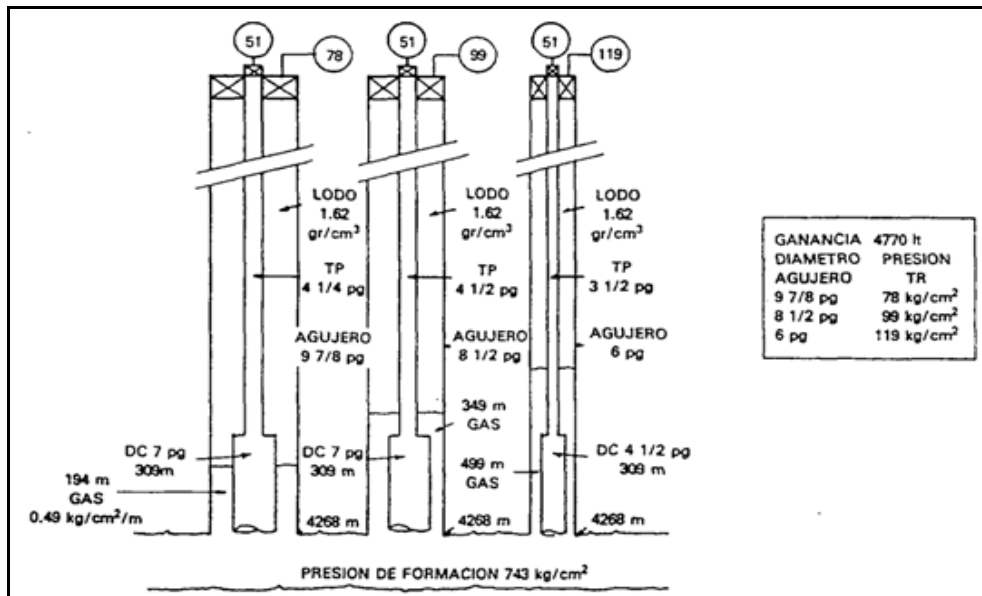 51
78
51
99
51
119
LODO
1.62
gr/cm³
LODO
1.62
gr/cm³
LODO
1.62
gr/cm³
TP
4 1/4 pg
TP
4 1/2 pg
TP
3 1/2 pg
AGUJERO
9 7/8 pg
AGUJERO
8 1/2 pg
AGUJERO
6 pg
GANANCIA 4770 lt
DIAMETRO PRESION
AGUJERO TR
9 7/8 pg 78 kg/cm²
8 1/2 pg 99 kg/cm²
6 pg 119 kg/cm²
349 m
GAS
DC 7 pg
309m
DC 7 pg
309 m
499 m
GAS
DC 4 1/2 pg
309 m
194 m
GAS
0.49 kg/cm²/m
4268 m
4268 m
4268 m
PRESION DE FORMACION 743 kg/cm²